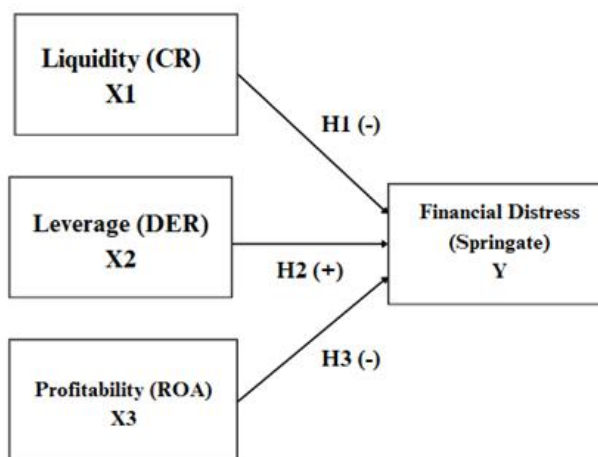 Liquidity (CR)
X1
H1 (-)
Leverage (DER)
X2
H2 (+)
Financial Distress
(Springate)
Y
Profitability (ROA)
X3
H3 (-)